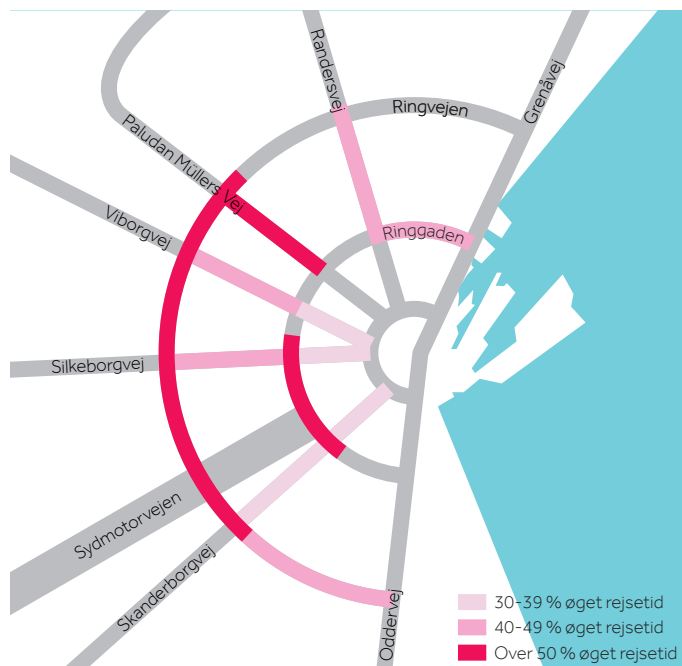 Randersvej
Ringvejen
Grenåvej
Paludan Müllers Vej
Viborgvej
Ringgaden
Silkeborgvej
Sydmotorvejen
Skanderborgvej
Oddervej
30-39 % øget rejsetid
40-49 % øget rejsetid
Over 50 % øget rejsetid